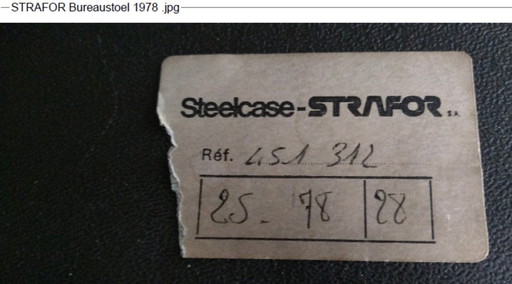 STRAFOR Bureaustoel 1978 .jpg
Steelcase-STRAFOR S.A.
Réf. 451 312
25. 78 28